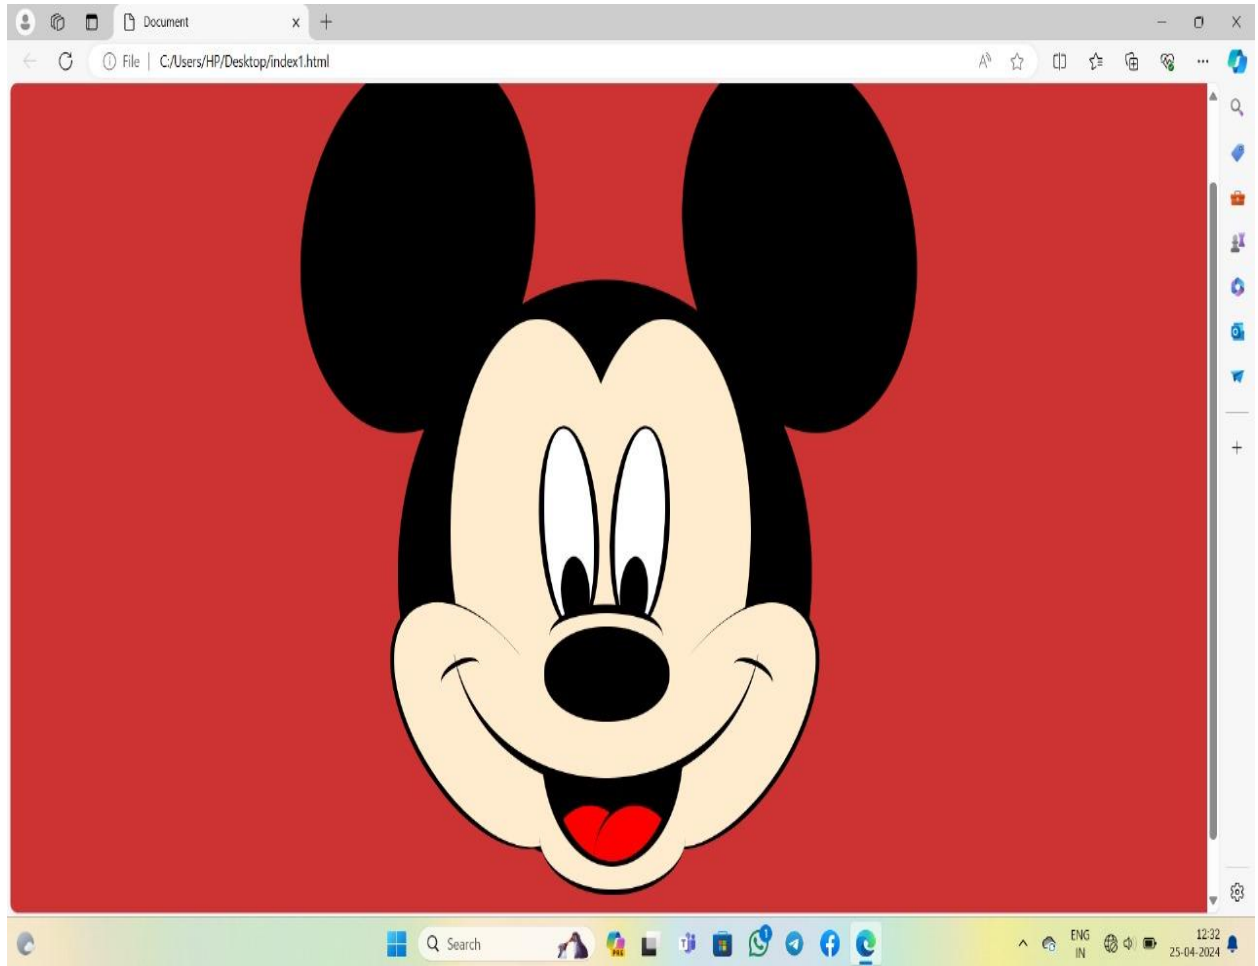 Document
File | C:/Users/HP/Desktop/index1.html
Search
ENG
IN
12:32
25-04-2024